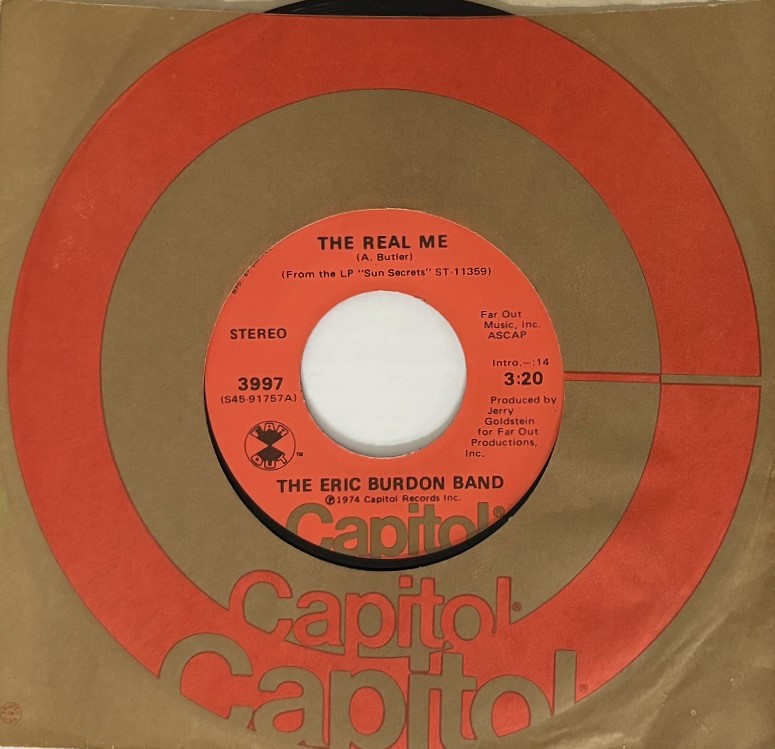 THE REAL ME
(A. Butler)
(From the LP "Sun Secrets" ST-11359)
STEREO
Far Out
Music, Inc.
ASCAP
Intro.–:14
3:20
3997
(S45-91757A)
Produced by
Jerry
Goldstein
for Far Out
Productions,
Inc.
FAR
OUT
™
THE ERIC BURDON BAND
℗1974 Capitol Records Inc.
Capitol®
Capitol®
Capitol®